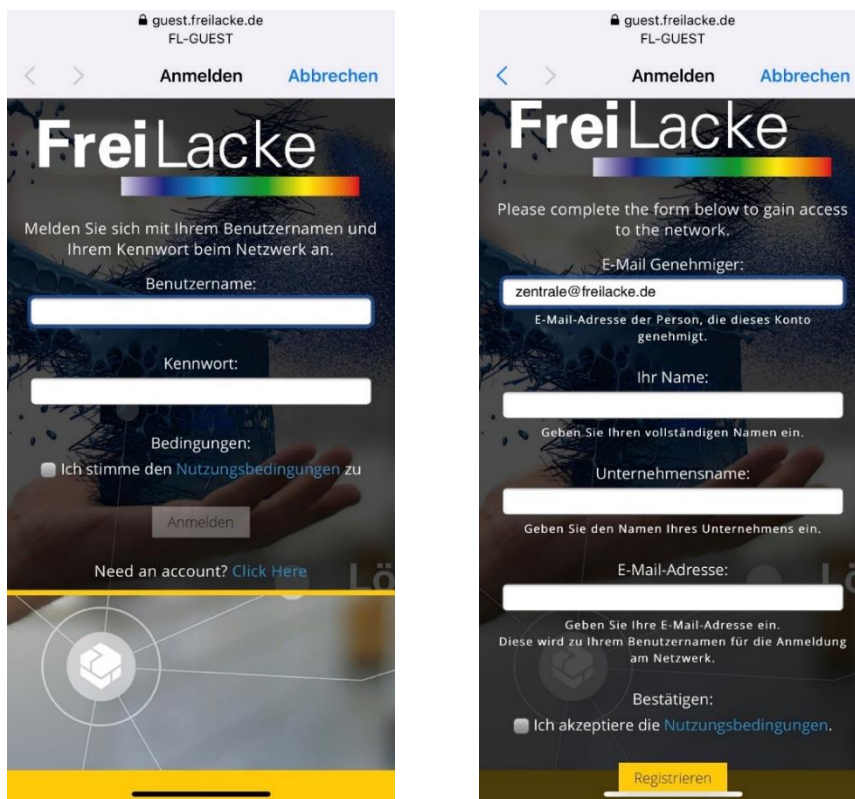 guest.freilacke.de
FL-GUEST
Anmelden
Abbrechen
FreiLacke
Melden Sie sich mit Ihrem Benutzernamen und
Ihrem Kennwort beim Netzwerk an.
Benutzername:
Kennwort:
Bedingungen:
Ich stimme den Nutzungsbedingungen zu
Anmelden
Need an account? Click Here
Lö
guest.freilacke.de
FL-GUEST
Anmelden
Abbrechen
FreiLacke
Please complete the form below to gain access
to the network.
E-Mail Genehmiger:
zentrale@freilacke.de
E-Mail-Adresse der Person, die dieses Konto
genehmigt.
Ihr Name:
Geben Sie Ihren vollständigen Namen ein.
Unternehmensname:
Geben Sie den Namen Ihres Unternehmens ein.
E-Mail-Adresse:
Lö
Geben Sie Ihre E-Mail-Adresse ein.
Diese wird zu Ihrem Benutzernamen für die Anmeldung
am Netzwerk.
Bestätigen:
Ich akzeptiere die Nutzungsbedingungen.
Registrieren